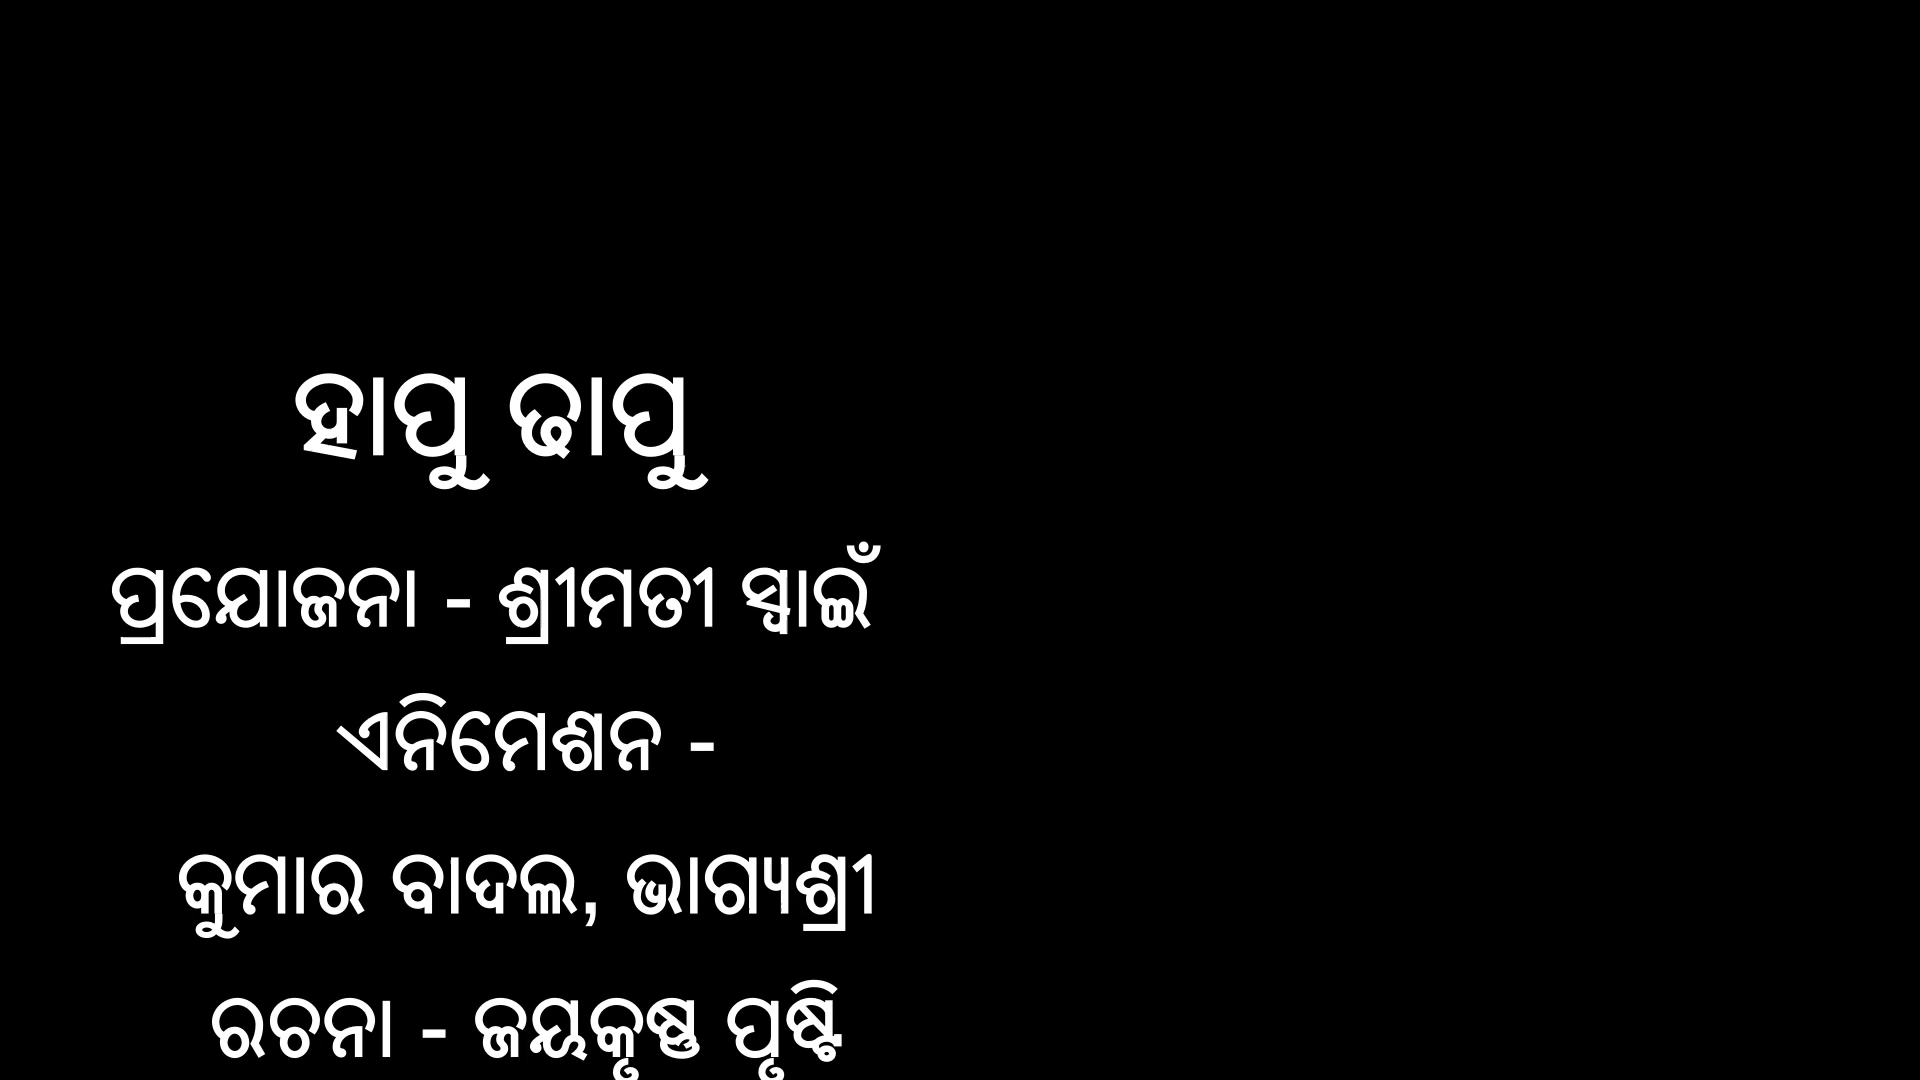 ହାପୁ ଢାପୁ
ପ୍ରଯୋଜନା - ଶ୍ରୀମତୀ ସ୍ୱାଇଁ
ଏନିମେଶନ -
କୁମାର ବାଦଲ, ଭାଗ୍ୟଶ୍ରୀ
ରଚନା - ଜୟକୃଷ୍ଣ ପୃଷ୍ଟି